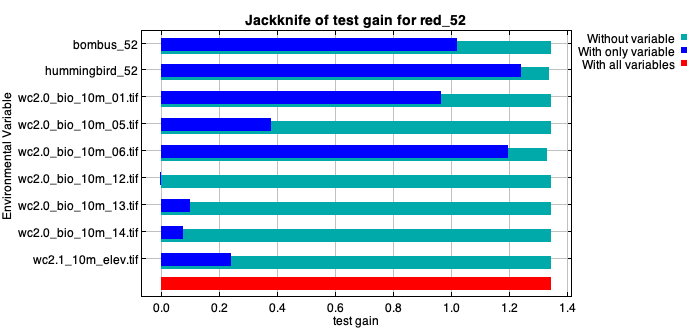 Jackknife of test gain for red_52
Without variable
With only variable
With all variables
Environmental Variable
bombus_52
hummingbird_52
wc2.0_bio_10m_01.tif
wc2.0_bio_10m_05.tif
wc2.0_bio_10m_06.tif
wc2.0_bio_10m_12.tif
wc2.0_bio_10m_13.tif
wc2.0_bio_10m_14.tif
wc2.1_10m_elev.tif
0.0 0.2 0.4 0.6 0.8 1.0 1.2 1.4
test gain